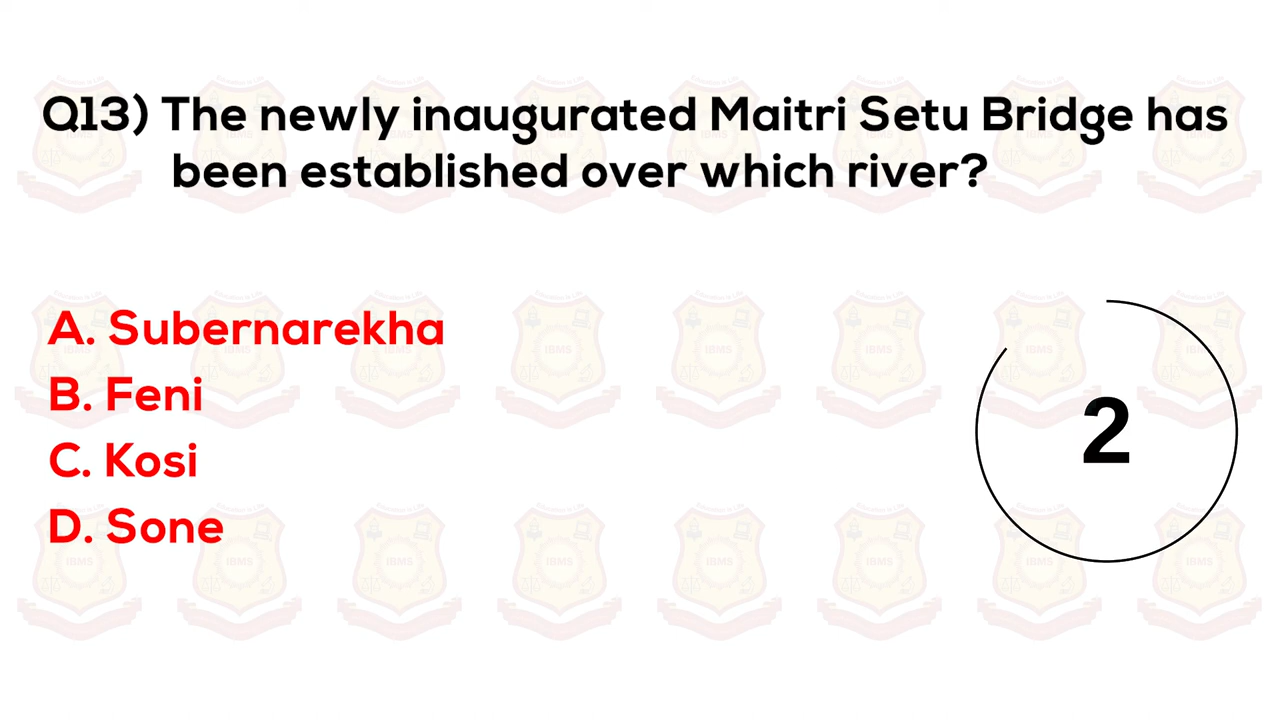 Q13) The newly inaugurated Maitri Setu Bridge has
been established over which river?
A. Subernarekha
B. Feni
C. Kosi
D. Sone
2